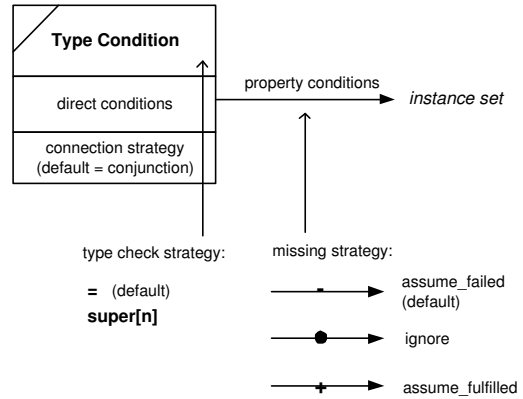 Type Condition
direct conditions
connection strategy
(default = conjunction)
property conditions
instance set
type check strategy:
= (default)
super[n]
missing strategy:
-
assume_failed
(default)
ignore
+
assume_fulfilled